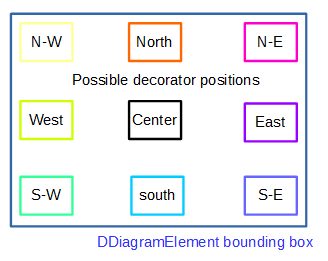 N-W North N-E
Possible decorator positions
West Center East
S-W south S-E
DDiagramElement bounding box